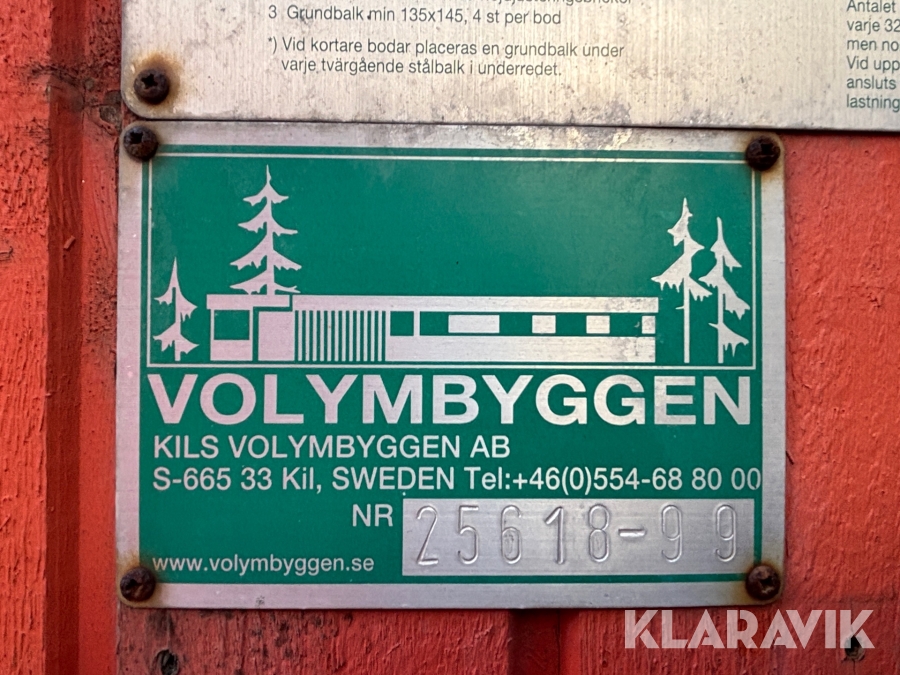 3 Grundbalk min 135x145, 4 st per bod
*) Vid kortare bodar placeras en grundbalk under
varje tvärgående stålbalk i underredet.
Antalet
varje 32
men no
Vid upp
ansluts
lastning
VOLYMBYGGEN
KILS VOLYMBYGGEN AB
S-665 33 Kil, SWEDEN Tel:+46(0)554-68 80 00
NR 25618-99
www.volymbyggen.se
KLARAVIK